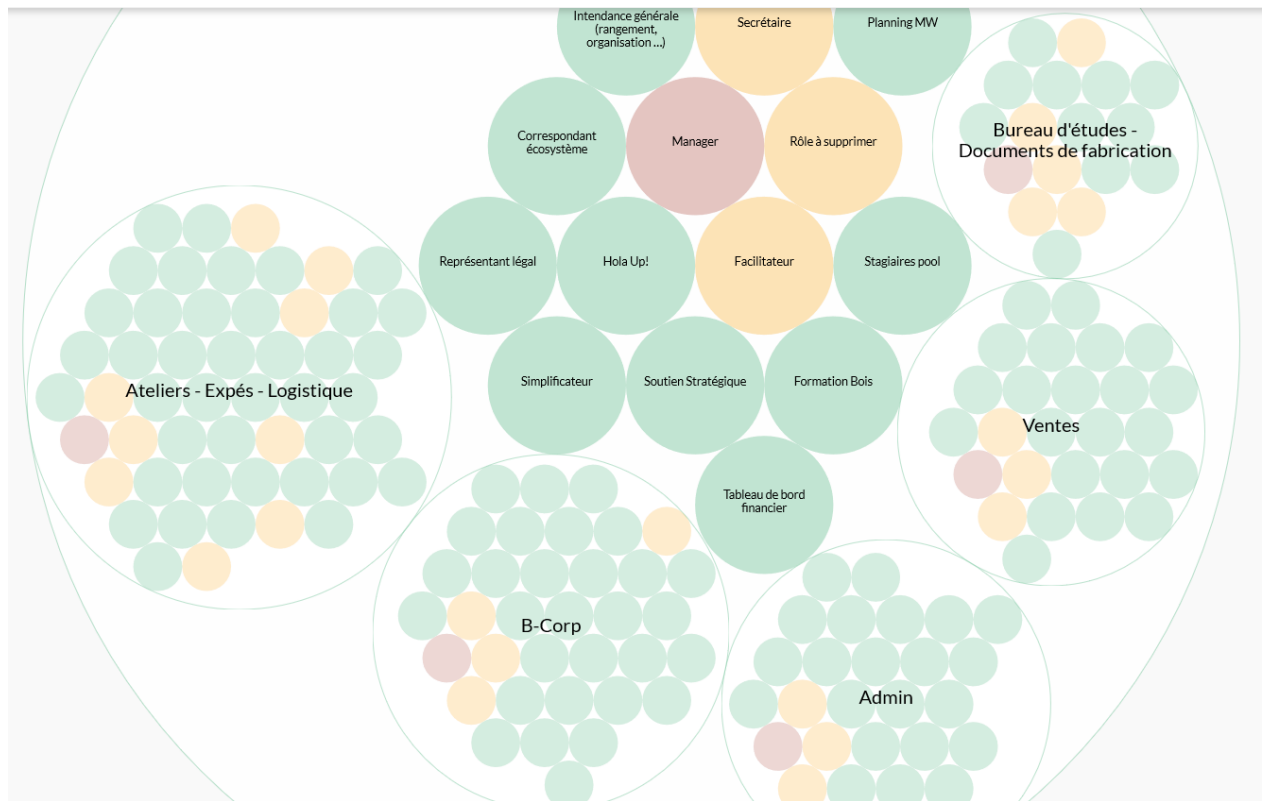 Intendance générale
(rangement,
organisation ...)
Secrétaire
Planning MW
Correspondant
écosystème
Manager
Rôle à supprimer
Bureau d'études -
Documents de fabrication
Représentant légal
Hola Up!
Facilitateur
Stagiaires pool
Ateliers - Expés - Logistique
Simplificateur
Soutien Stratégique
Formation Bois
Ventes
Tableau de bord
financier
B-Corp
Admin